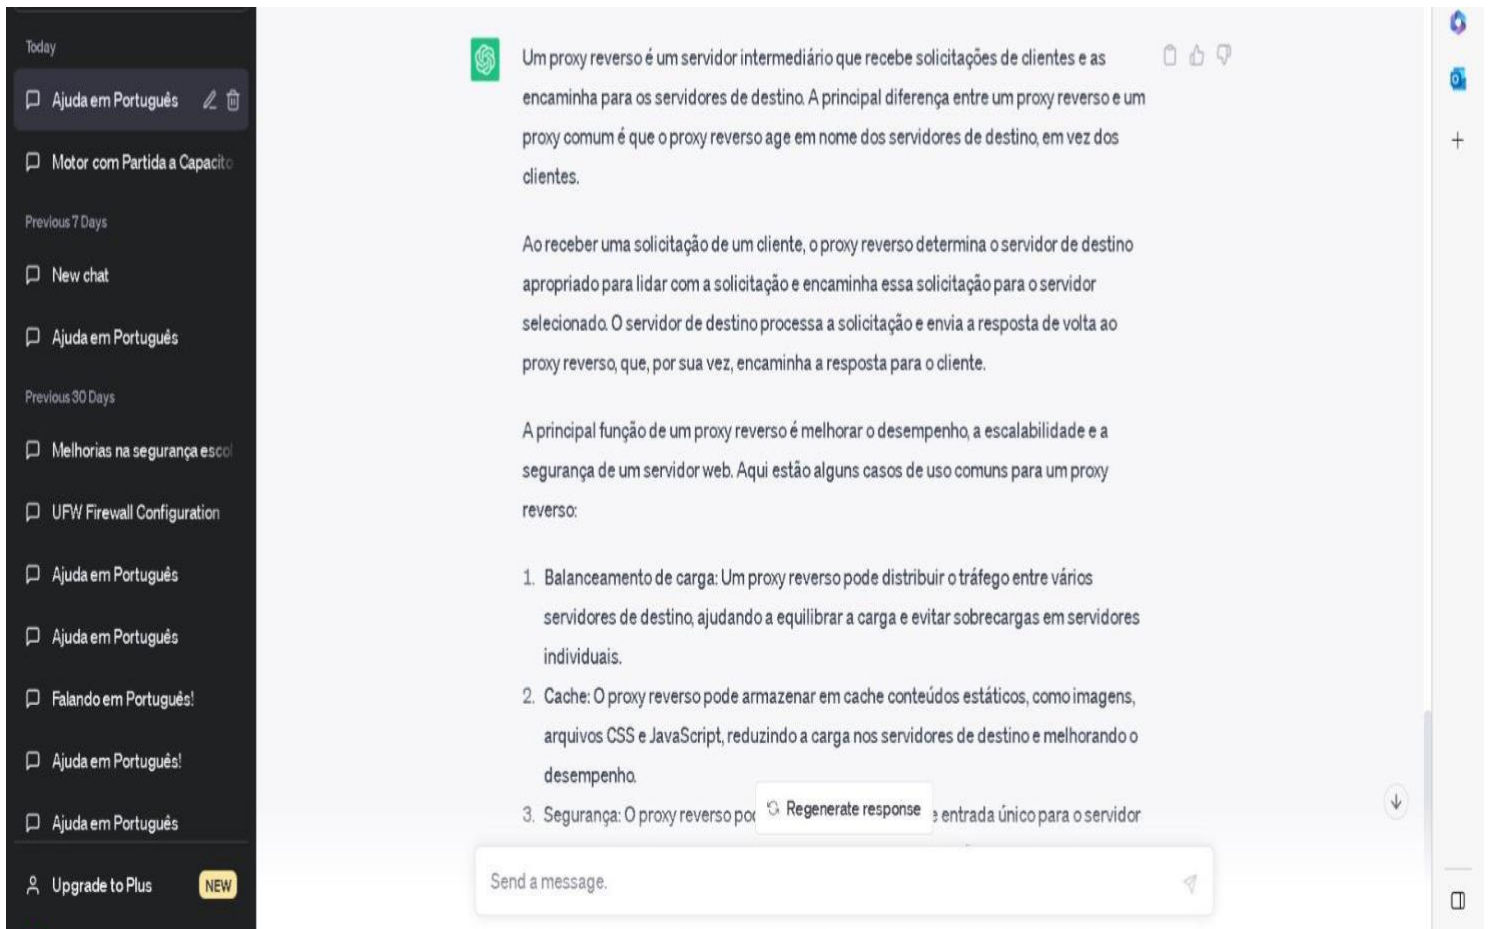 Today
Ajuda em Português
Motor com Partida a Capacito
Previous 7 Days
New chat
Ajuda em Português
Previous 30 Days
Melhorias na segurança escol
UFW Firewall Configuration
Ajuda em Português
Ajuda em Português
Falando em Português!
Ajuda em Português!
Ajuda em Português
Upgrade to Plus NEW
Um proxy reverso é um servidor intermediário que recebe solicitações de clientes e as
encaminha para os servidores de destino. A principal diferença entre um proxy reverso e um
proxy comum é que o proxy reverso age em nome dos servidores de destino, em vez dos
clientes.
Ao receber uma solicitação de um cliente, o proxy reverso determina o servidor de destino
apropriado para lidar com a solicitação e encaminha essa solicitação para o servidor
selecionado. O servidor de destino processa a solicitação e envia a resposta de volta ao
proxy reverso, que, por sua vez, encaminha a resposta para o cliente.
A principal função de um proxy reverso é melhorar o desempenho, a escalabilidade e a
segurança de um servidor web. Aqui estão alguns casos de uso comuns para um proxy
reverso:
1. Balanceamento de carga: Um proxy reverso pode distribuir o tráfego entre vários
servidores de destino, ajudando a equilibrar a carga e evitar sobrecargas em servidores
individuais.
2. Cache: O proxy reverso pode armazenar em cache conteúdos estáticos, como imagens,
arquivos CSS e JavaScript, reduzindo a carga nos servidores de destino e melhorando o
desempenho.
3. Segurança: O proxy reverso Regenerate response entrada único para o servidor
Send a message.